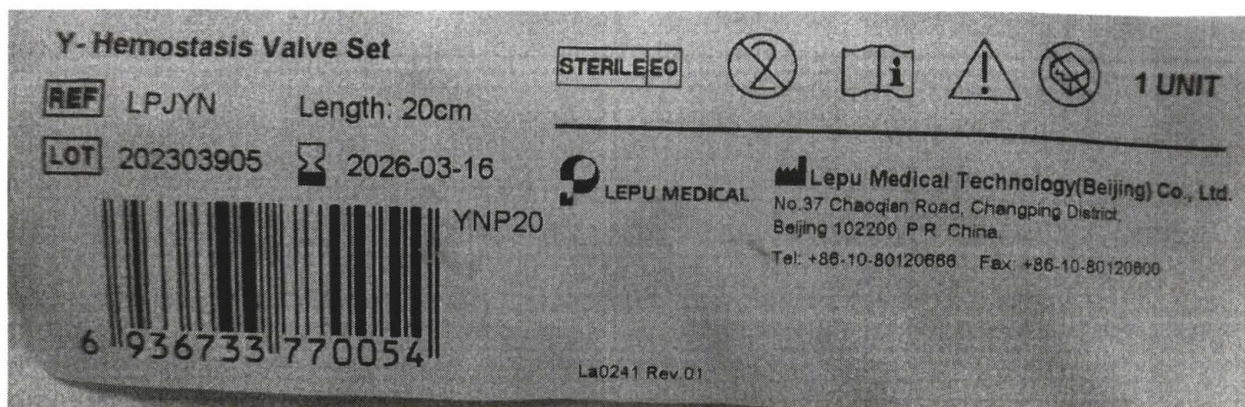 Y- Hemostasis Valve Set
REF LPJYN Length: 20cm
LOT 202303905 2026-03-16
YNP20
6 936733 770054
STERILE EO 2 i ! 1 UNIT
LEPU MEDICAL
Lepu Medical Technology(Beijing) Co., Ltd.
No.37 Chaoqian Road, Changping District,
Beijing 102200 P.R. China.
Tel: +86-10-80120666 Fax: +86-10-80120600
La0241 Rev.01